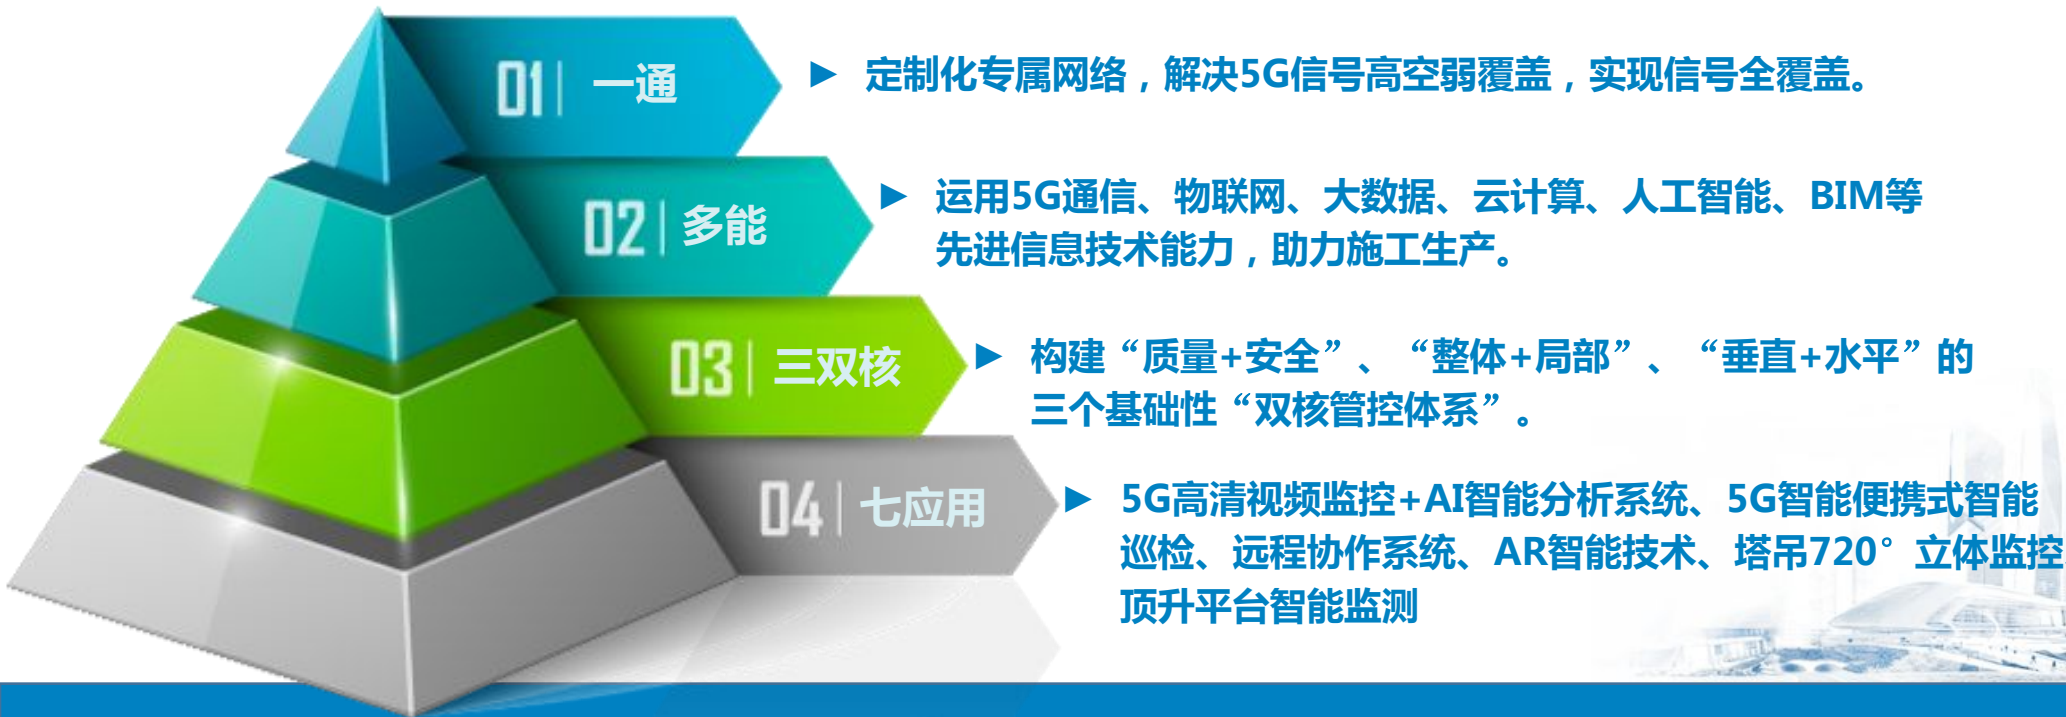 01 一通
定制化专属网络，解决5G信号高空弱覆盖，实现信号全覆盖。
02 多能
运用5G通信、物联网、大数据、云计算、人工智能、BIM等
先进信息技术能力，助力施工生产。
03 三双核
构建“质量+安全”、“整体+局部”、“垂直+水平”的
三个基础性“双核管控体系”。
04 七应用
5G高清视频监控+AI智能分析系统、5G智能便携式智能
巡检、远程协作系统、AR智能技术、塔吊720°立体监控
顶升平台智能监测